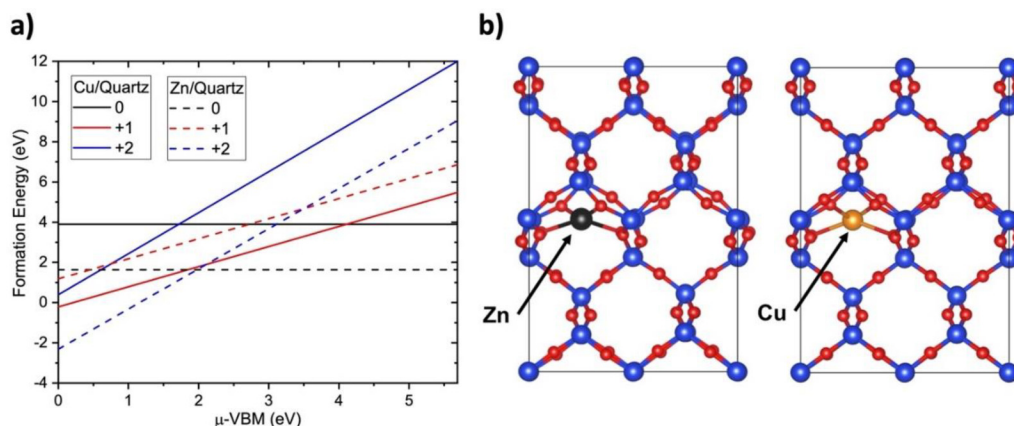 a)
b)
Formation Energy (eV)
12
10
8
6
4
2
0
-2
-4
Cu/Quartz
0
+1
+2
Zn/Quartz
0
+1
+2
0
1
2
3
4
5
μ-VBM (eV)
Zn
Cu